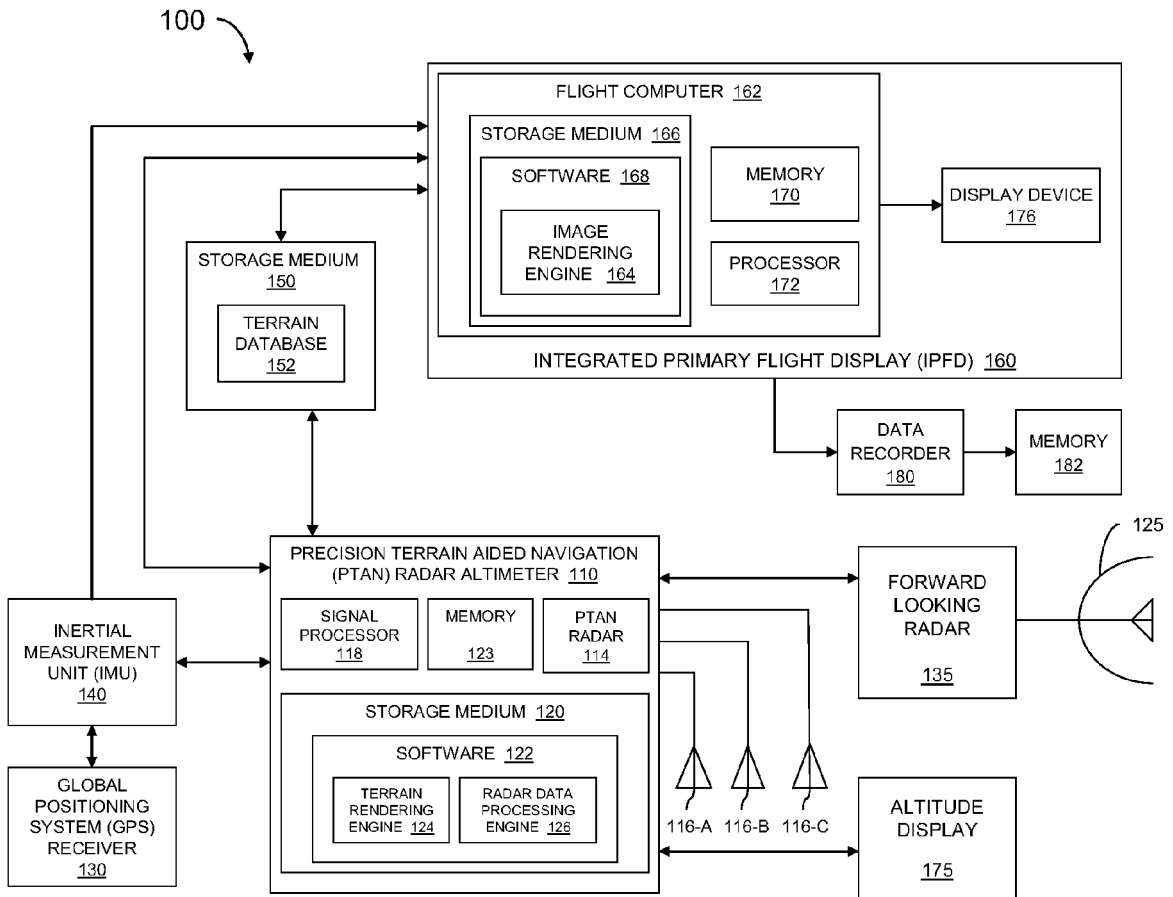 100
FLIGHT COMPUTER 162
STORAGE MEDIUM 166
SOFTWARE 168
IMAGE
RENDERING
ENGINE 164
MEMORY
170
PROCESSOR
172
DISPLAY DEVICE
176
INTEGRATED PRIMARY FLIGHT DISPLAY (IPFD) 160
STORAGE MEDIUM
150
TERRAIN
DATABASE
152
DATA
RECORDER
180
MEMORY
182
PRECISION TERRAIN AIDED NAVIGATION
(PTAN) RADAR ALTIMETER 110
SIGNAL
PROCESSOR
118
MEMORY
123
PTAN
RADAR
114
STORAGE MEDIUM 120
SOFTWARE 122
TERRAIN
RENDERING
ENGINE 124
RADAR DATA
PROCESSING
ENGINE 126
INERTIAL
MEASUREMENT
UNIT (IMU)
140
GLOBAL
POSITIONING
SYSTEM (GPS)
RECEIVER
130
116-A
116-B
116-C
125
FORWARD
LOOKING
RADAR
135
ALTITUDE
DISPLAY
175